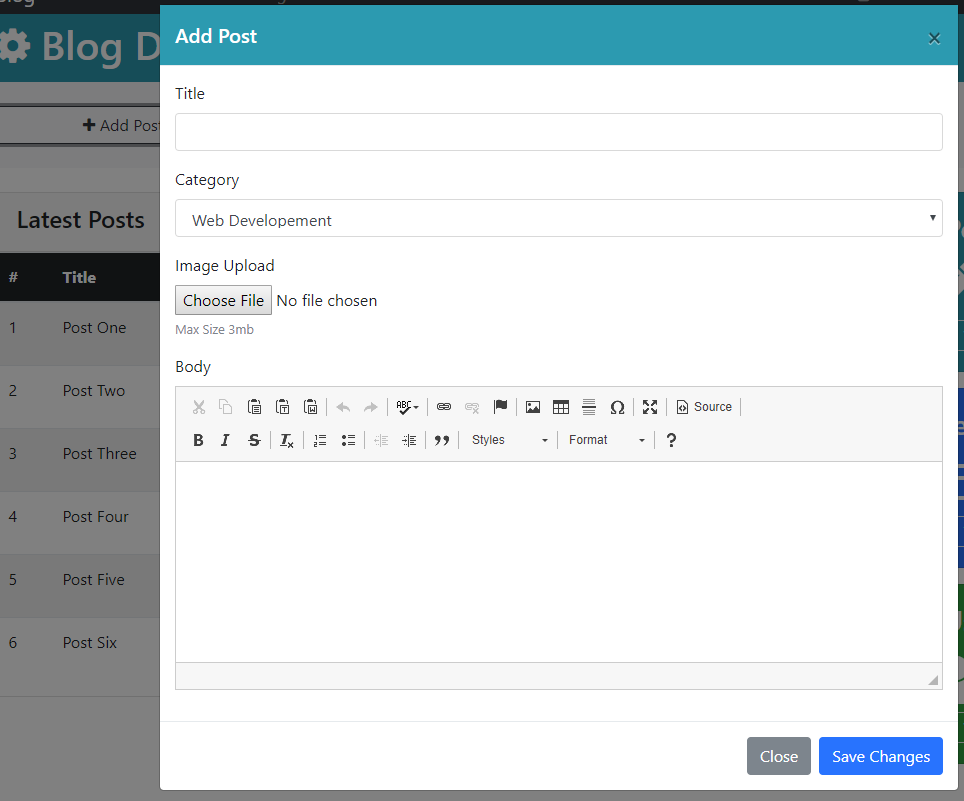 Blog D
Add Post
Latest Posts
# Title
1 Post One
2 Post Two
3 Post Three
4 Post Four
5 Post Five
6 Post Six
Add Post
×
Title
Category
Web Developement
Image Upload
Choose File No file chosen
Max Size 3mb
Body
ABC Ω Source
B I S Tx Styles Format ?
Close Save Changes